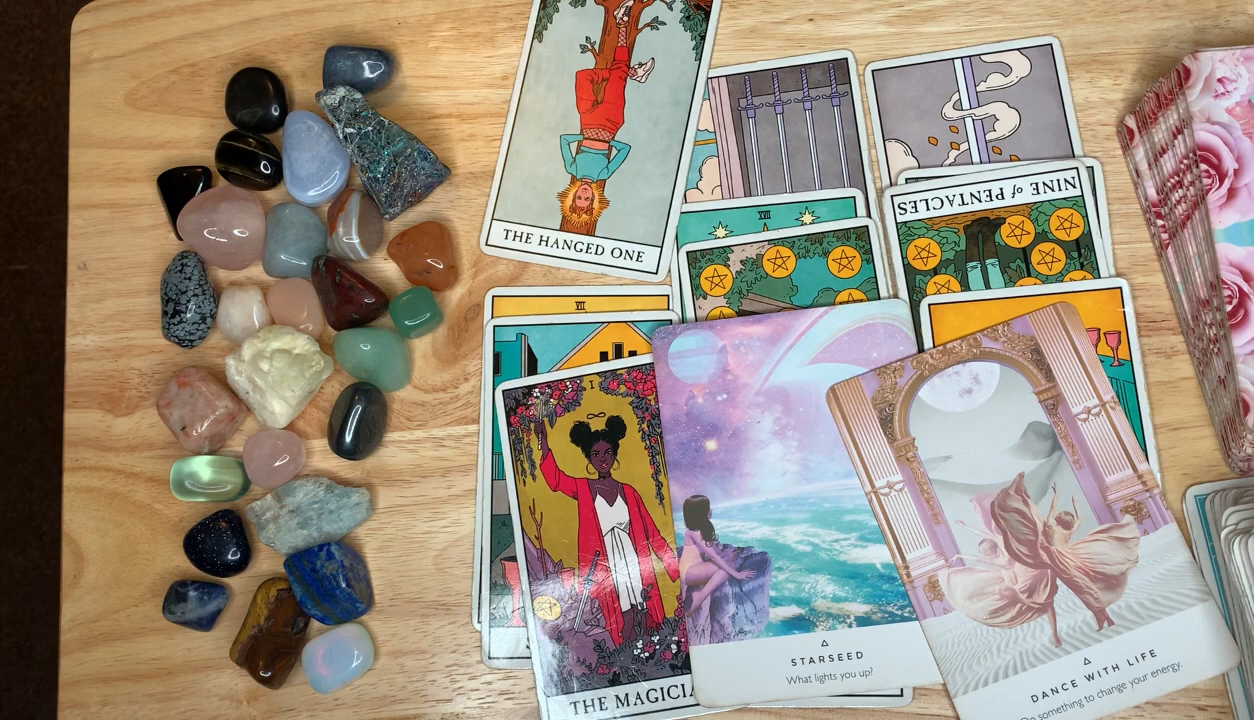 THE HANGED ONE
XVII
NINE OF PENTACLES
VII
I
THE MAGICIA
STARSEED
What lights you up?
DANCE WITH LIFE
Do something to change your energy.